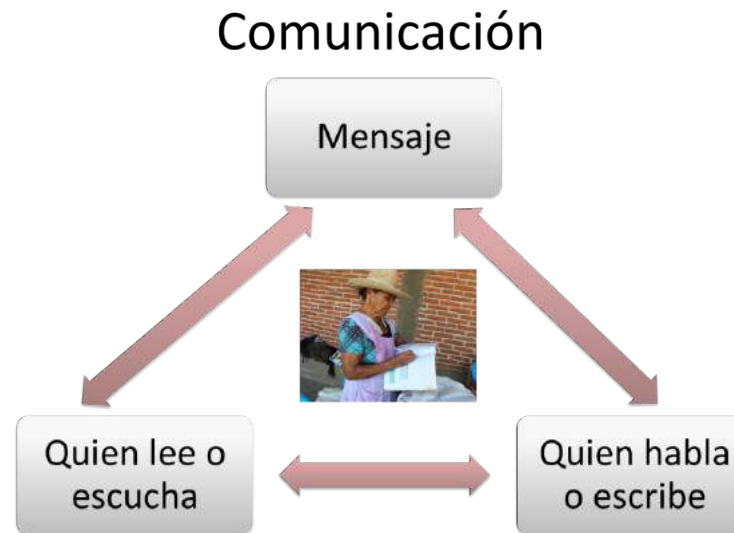 Comunicación
Mensaje
Quien lee o
escucha
Quien habla
o escribe